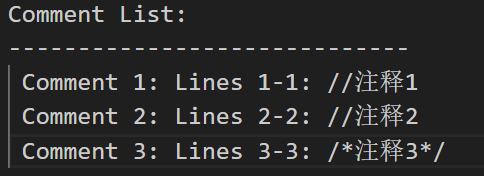 Comment List:
-----------------------------
Comment 1: Lines 1-1: //注释1
Comment 2: Lines 2-2: //注释2
Comment 3: Lines 3-3: /*注释3*/